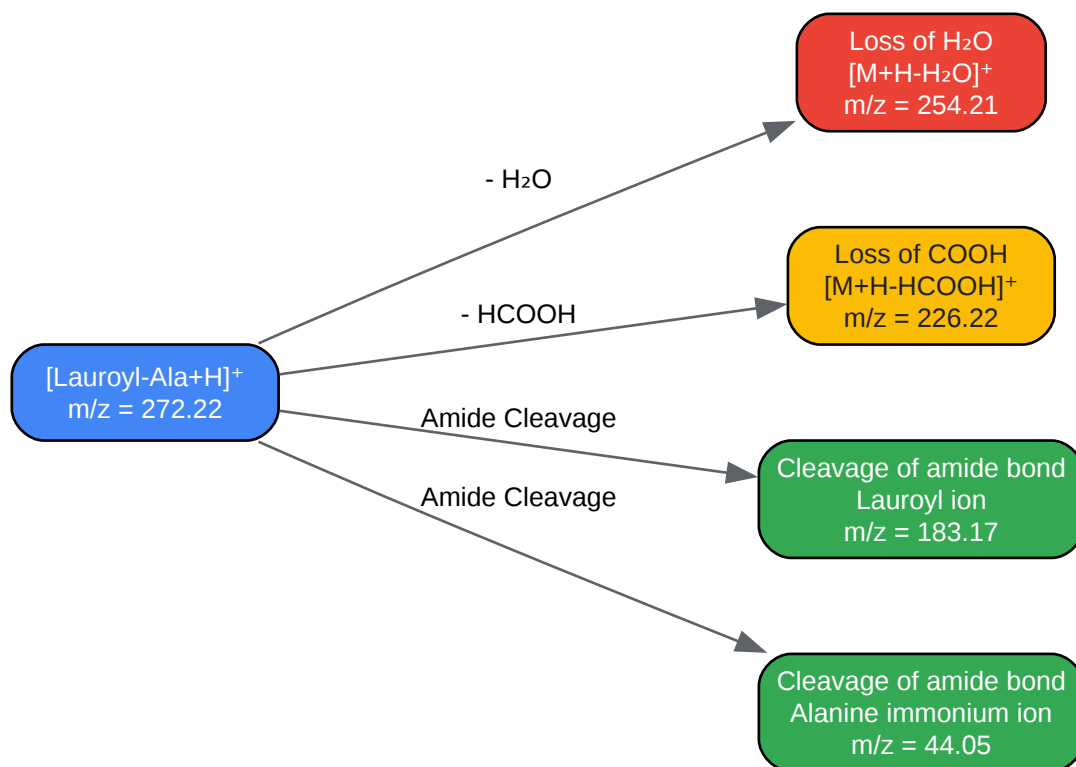 Loss of H₂O
[M+H-H₂O]⁺
m/z = 254.21
- H₂O
Loss of COOH
[M+H-HCOOH]⁺
m/z = 226.22
- HCOOH
[Lauroyl-Ala+H]⁺
m/z = 272.22
Amide Cleavage
Cleavage of amide bond
Lauroyl ion
m/z = 183.17
Amide Cleavage
Cleavage of amide bond
Alanine immonium ion
m/z = 44.05